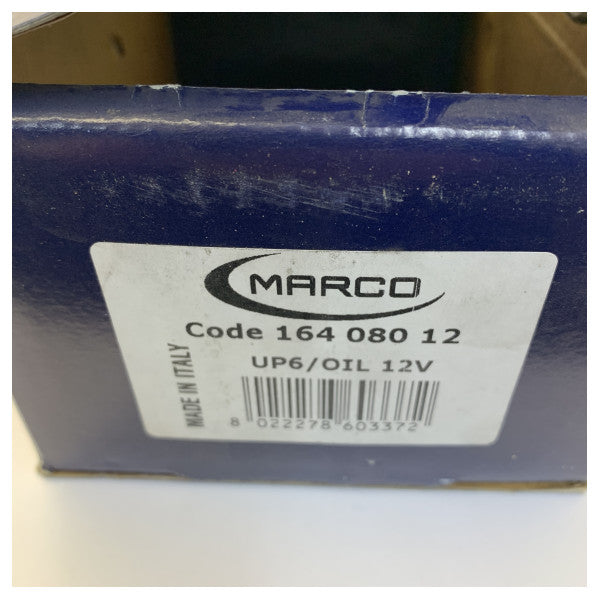 MARCO
Code 164 080 12
UP6/OIL 12V
MADE IN ITALY
8 022278 603372